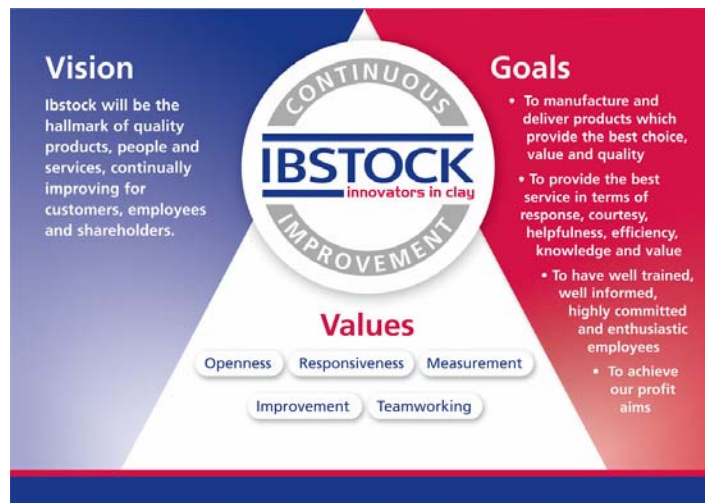 Vision
Ibstock will be the
hallmark of quality
products, people and
services, continually
improving for
customers, employees
and shareholders.
CONTINUOUS
IBSTOCK
innovators in clay
IMPROVEMENT
Goals
• To manufacture and
deliver products which
provide the best choice,
value and quality
• To provide the best
service in terms of
response, courtesy,
helpfulness, efficiency,
knowledge and value
• To have well trained,
well informed,
highly committed
and enthusiastic
employees
• To achieve
our profit
aims
Values
Openness Responsiveness Measurement
Improvement Teamworking